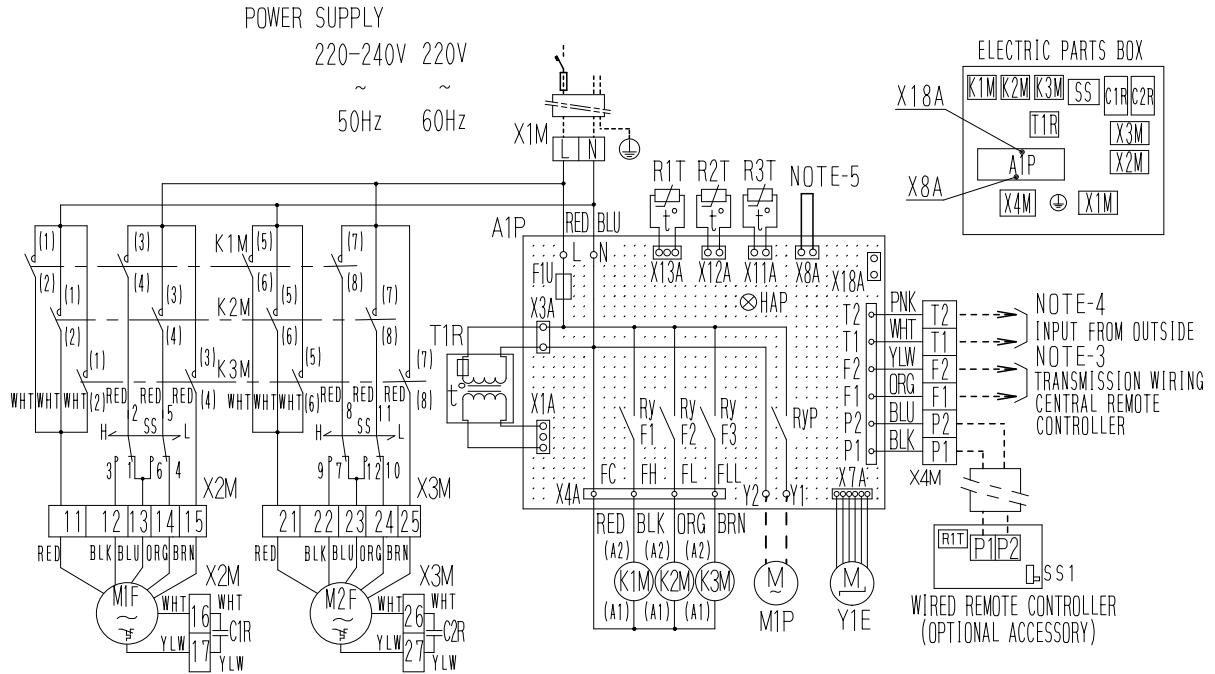 POWER SUPPLY
220-240V 220V
~ ~
50Hz 60Hz
X1M
L N
ELECTRIC PARTS BOX
K1M K2M K3M SS C1R C2R
X18A
T1R
X3M
A1P
X2M
X8A
X4M X1M
R1T R2T R3T NOTE-5
t° t° t°
A1P
RED BLU
L N
X13A X12A X11A X8A
X18A
F1U
HAP
X3A
T1R
t°
X1A
(1) (3) K1M (5) (7)
(2) (4) (6) (8)
(1) (3) K2M (5) (7)
(2) (4) (6) (8)
(1) (3) K3M (5) (7)
WHT WHT WHT (2) RED RED RED (4) WHT WHT WHT (6) RED RED RED (8)
2 5 8 11
H SS L H SS L
3 1 6 4 9 7 12 10
X2M X3M
11 12 13 14 15
21 22 23 24 25
RED BLK BLU ORG BRN
RED BLK BLU ORG BRN
M1F
~
X2M
WHT WHT
16
C1R
17
YLW YLW
M2F
~
X3M
WHT WHT
26
C2R
27
YLW YLW
Ry F1
Ry F2
Ry F3
RyP
FC FH FL FLL
X4A
Y2 Y1
X7A
RED BLK ORG BRN
(A2) (A2) (A2)
K1M K2M K3M
(A1) (A1) (A1)
M
~
M1P
M
Y1E
T2 PNK T2
T1 WHT T1
F2 YLW F2
F1 ORG F1
P2 BLU P2
P1 BLK P1
X4M
NOTE-4
INPUT FROM OUTSIDE
NOTE-3
TRANSMISSION WIRING
CENTRAL REMOTE
CONTROLLER
R1T P1 P2
SS1
WIRED REMOTE CONTROLLER
(OPTIONAL ACCESSORY)